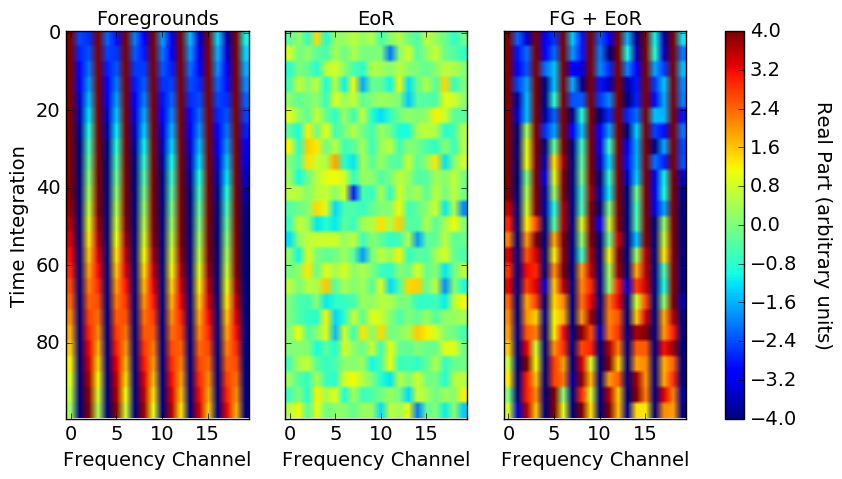 Foregrounds EoR FG + EoR
0
20
40
60
80
Time Integration
0 5 10 15
0 5 10 15
0 5 10 15
Frequency Channel Frequency Channel Frequency Channel
4.0
3.2
2.4
1.6
0.8
0.0
−0.8
−1.6
−2.4
−3.2
−4.0
Real Part (arbitrary units)